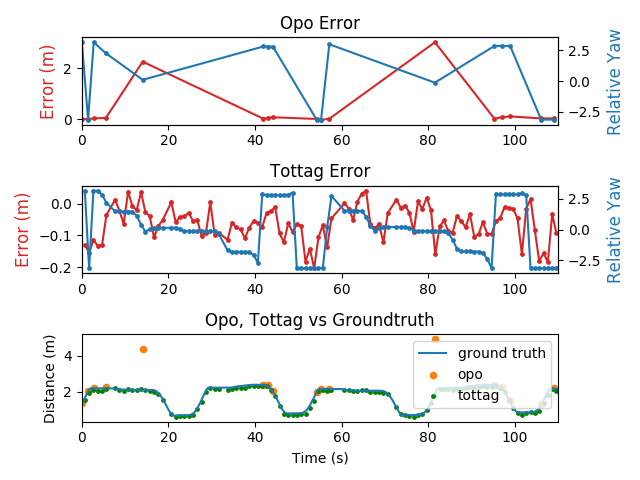 Opo Error
Error (m)
2
0
2.5
0.0
−2.5
Relative Yaw
0 20 40 60 80 100
Tottag Error
Error (m)
0.0
−0.1
−0.2
2.5
0.0
−2.5
Relative Yaw
0 20 40 60 80 100
Opo, Tottag vs Groundtruth
Distance (m)
4
2
ground truth
opo
tottag
0 20 40 60 80 100
Time (s)